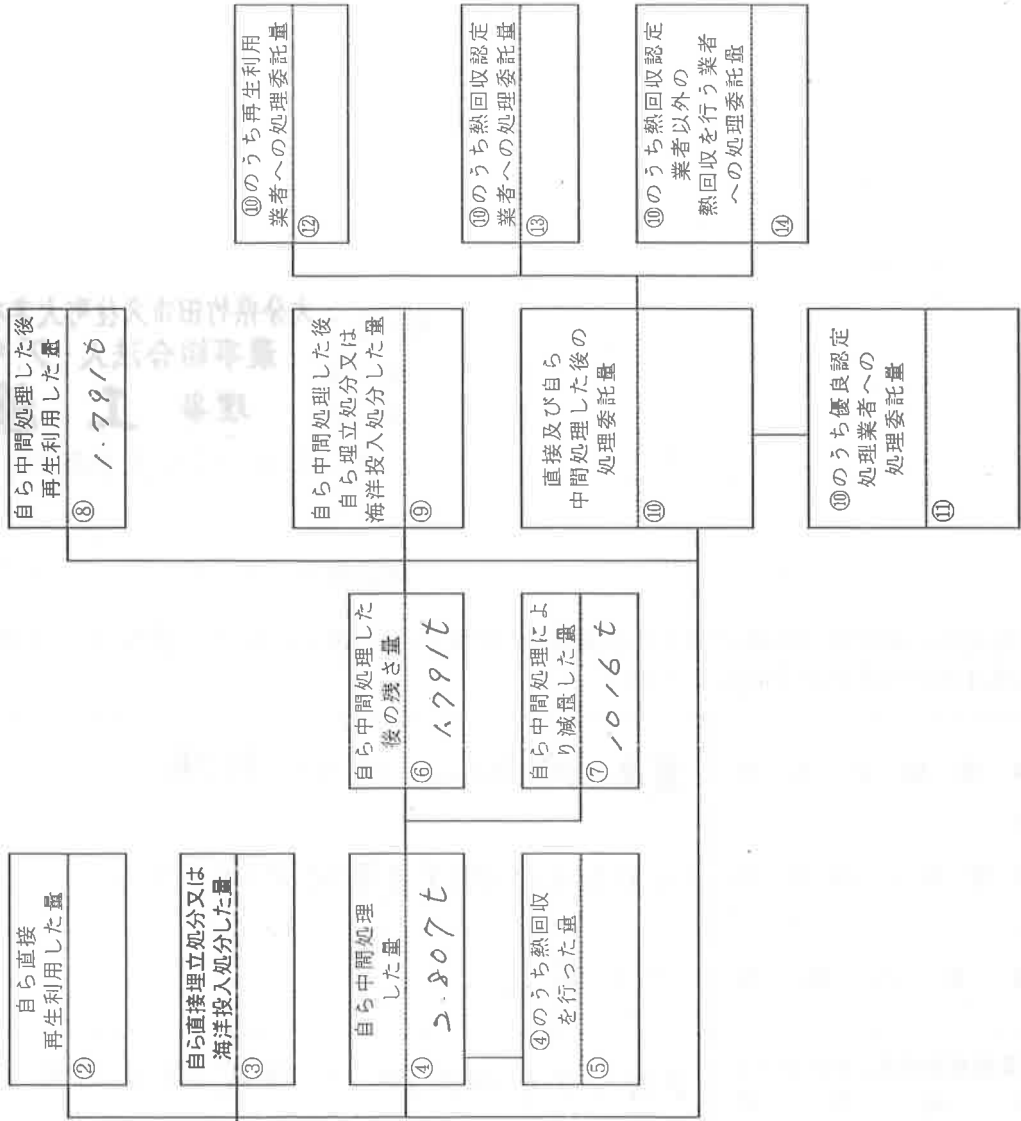 自ら直接
再生利用した量
②
自ら直接埋立処分又は
海洋投入処分した量
③
自ら中間処理
した量
④ 2.807t
④のうち熱回収
を行った量
⑤
自ら中間処理した
後の残さ量
⑥ 1.791t
自ら中間処理によ
り減量した量
⑦ 1016t
自ら中間処理した後
再生利用した量
⑧ 1.791t
自ら中間処理した後
自ら埋立処分又は
海洋投入処分した量
⑨
直接及び自ら
中間処理した後の
処理委託量
⑩
⑩のうち優良認定
処理業者への
処理委託量
⑪
⑩のうち再生利用
業者への処理委託量
⑫
⑩のうち熱回収認定
業者への処理委託量
⑬
⑩のうち熱回収認定
業者以外の
熱回収を行う業者
への処理委託量
⑭